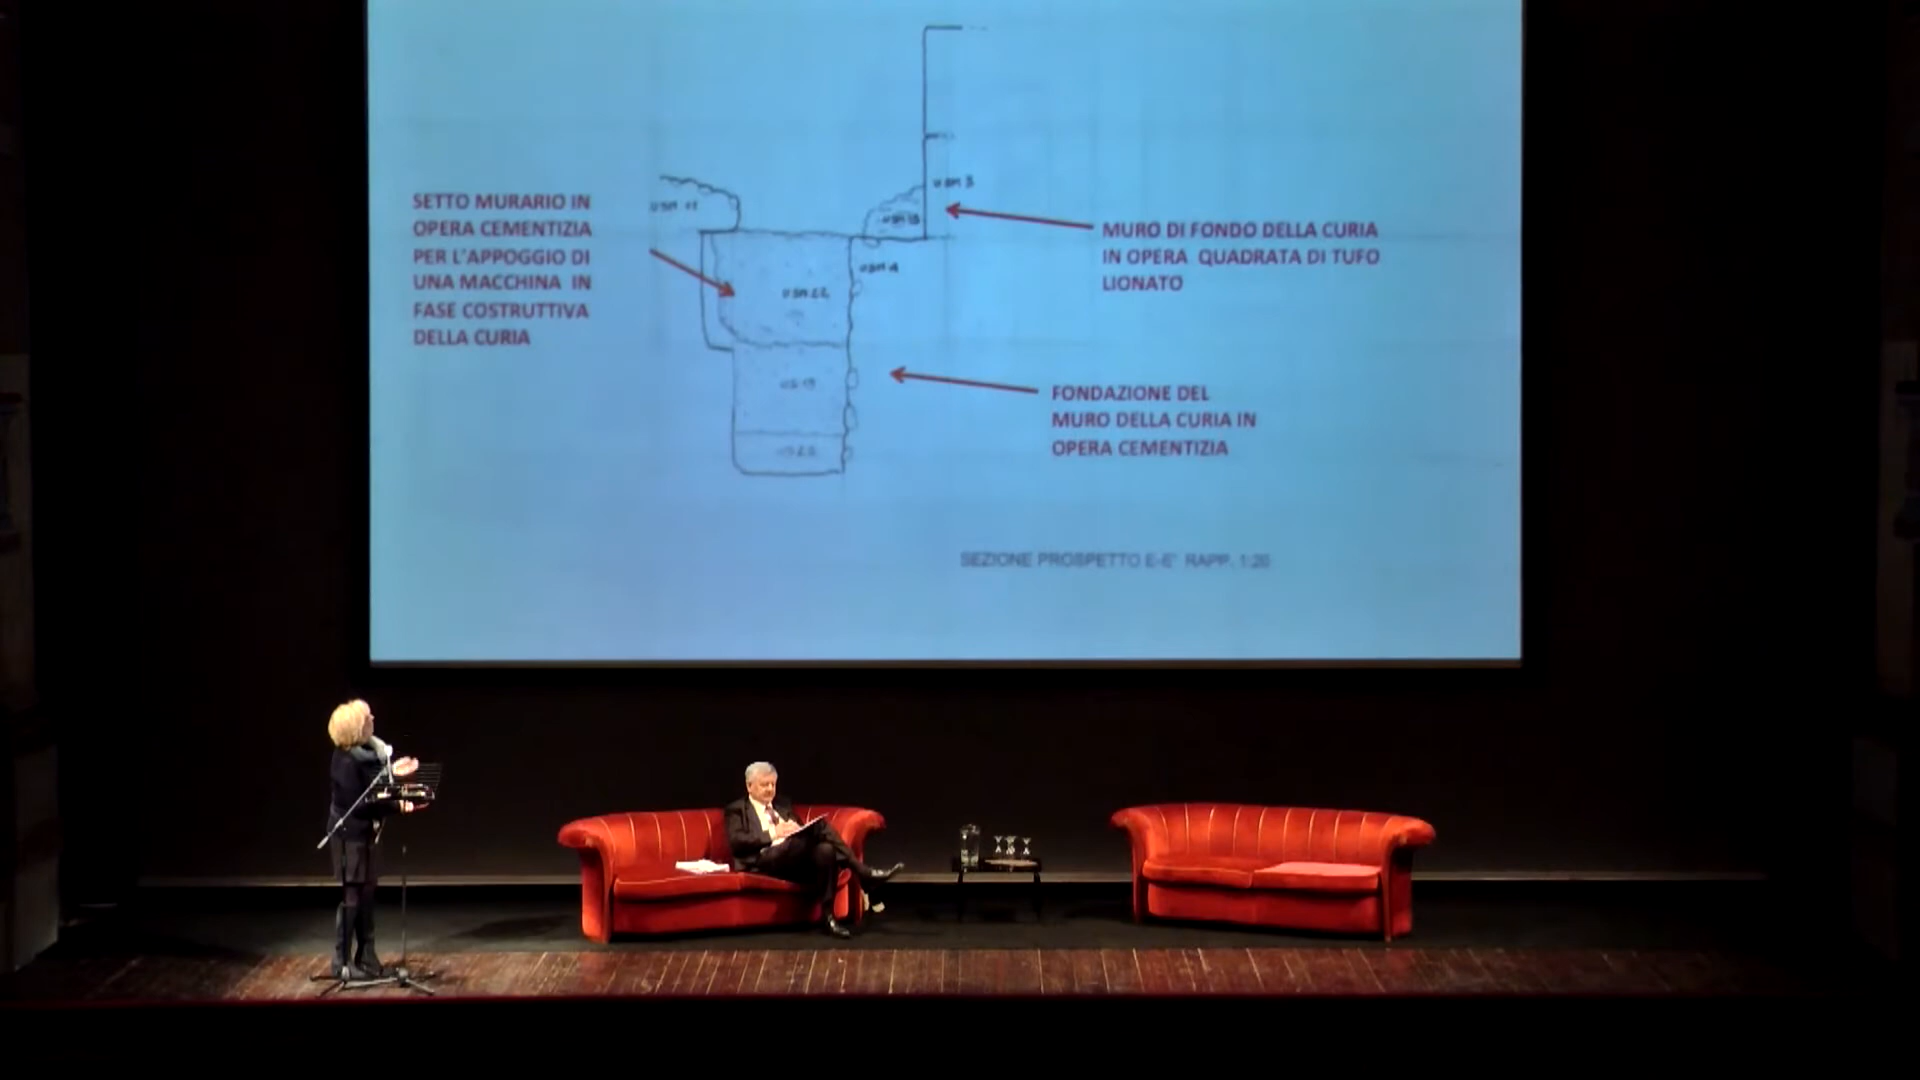 SETTO MURARIO IN
OPERA CEMENTIZIA
PER L'APPOGGIO DI
UNA MACCHINA IN
FASE COSTRUTTIVA
DELLA CURIA
MURO DI FONDO DELLA CURIA
IN OPERA QUADRATA DI TUFO
LIONATO
FONDAZIONE DEL
MURO DELLA CURIA IN
OPERA CEMENTIZIA
SEZIONE PROSPETTO E-E' RAPP. 1:20